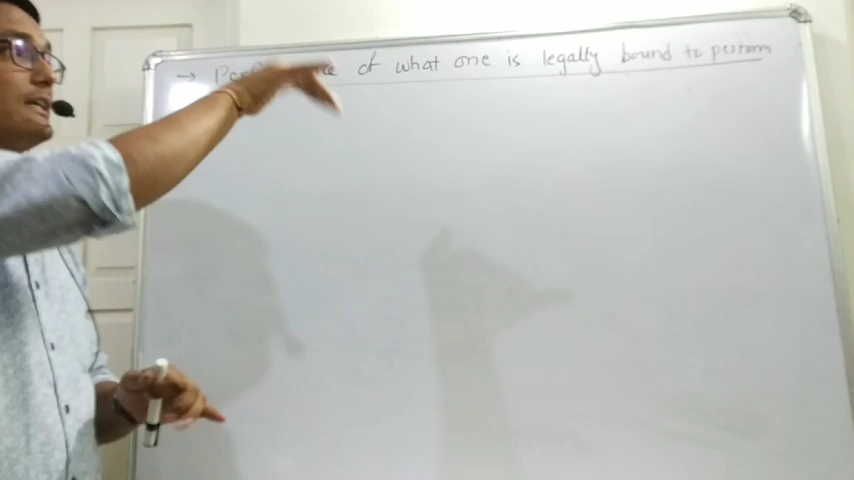 → of what one is legally bound to perform